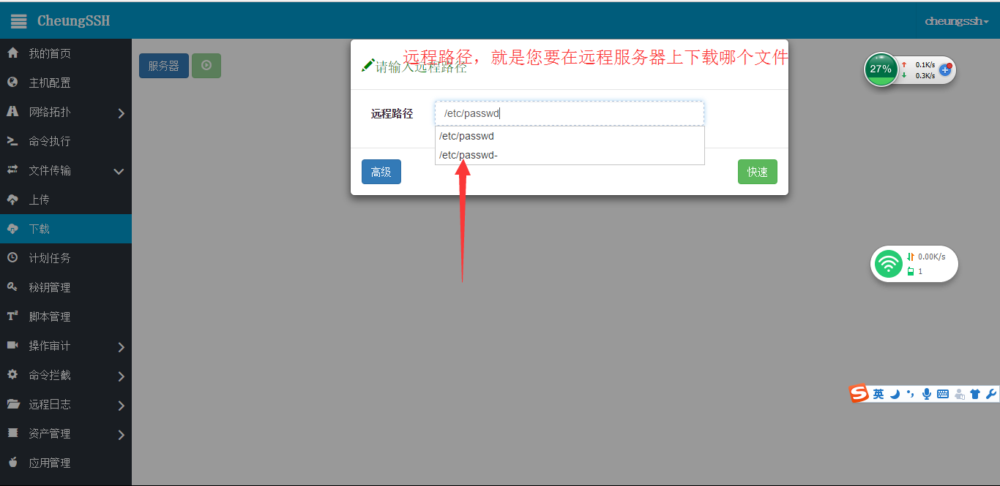 CheungSSH
cheungssh
我的首页
主机配置
网络拓扑
命令执行
文件传输
上传
下载
计划任务
秘钥管理
脚本管理
操作审计
命令拦截
远程日志
资产管理
应用管理
服务器
远程路径，就是您要在远程服务器上下载哪个文件
请输入远程路径
远程路径
/etc/passwd
/etc/passwd
/etc/passwd-
高级
快速
27%
0.1K/s
0.3K/s
0.00K/s
1
S 英